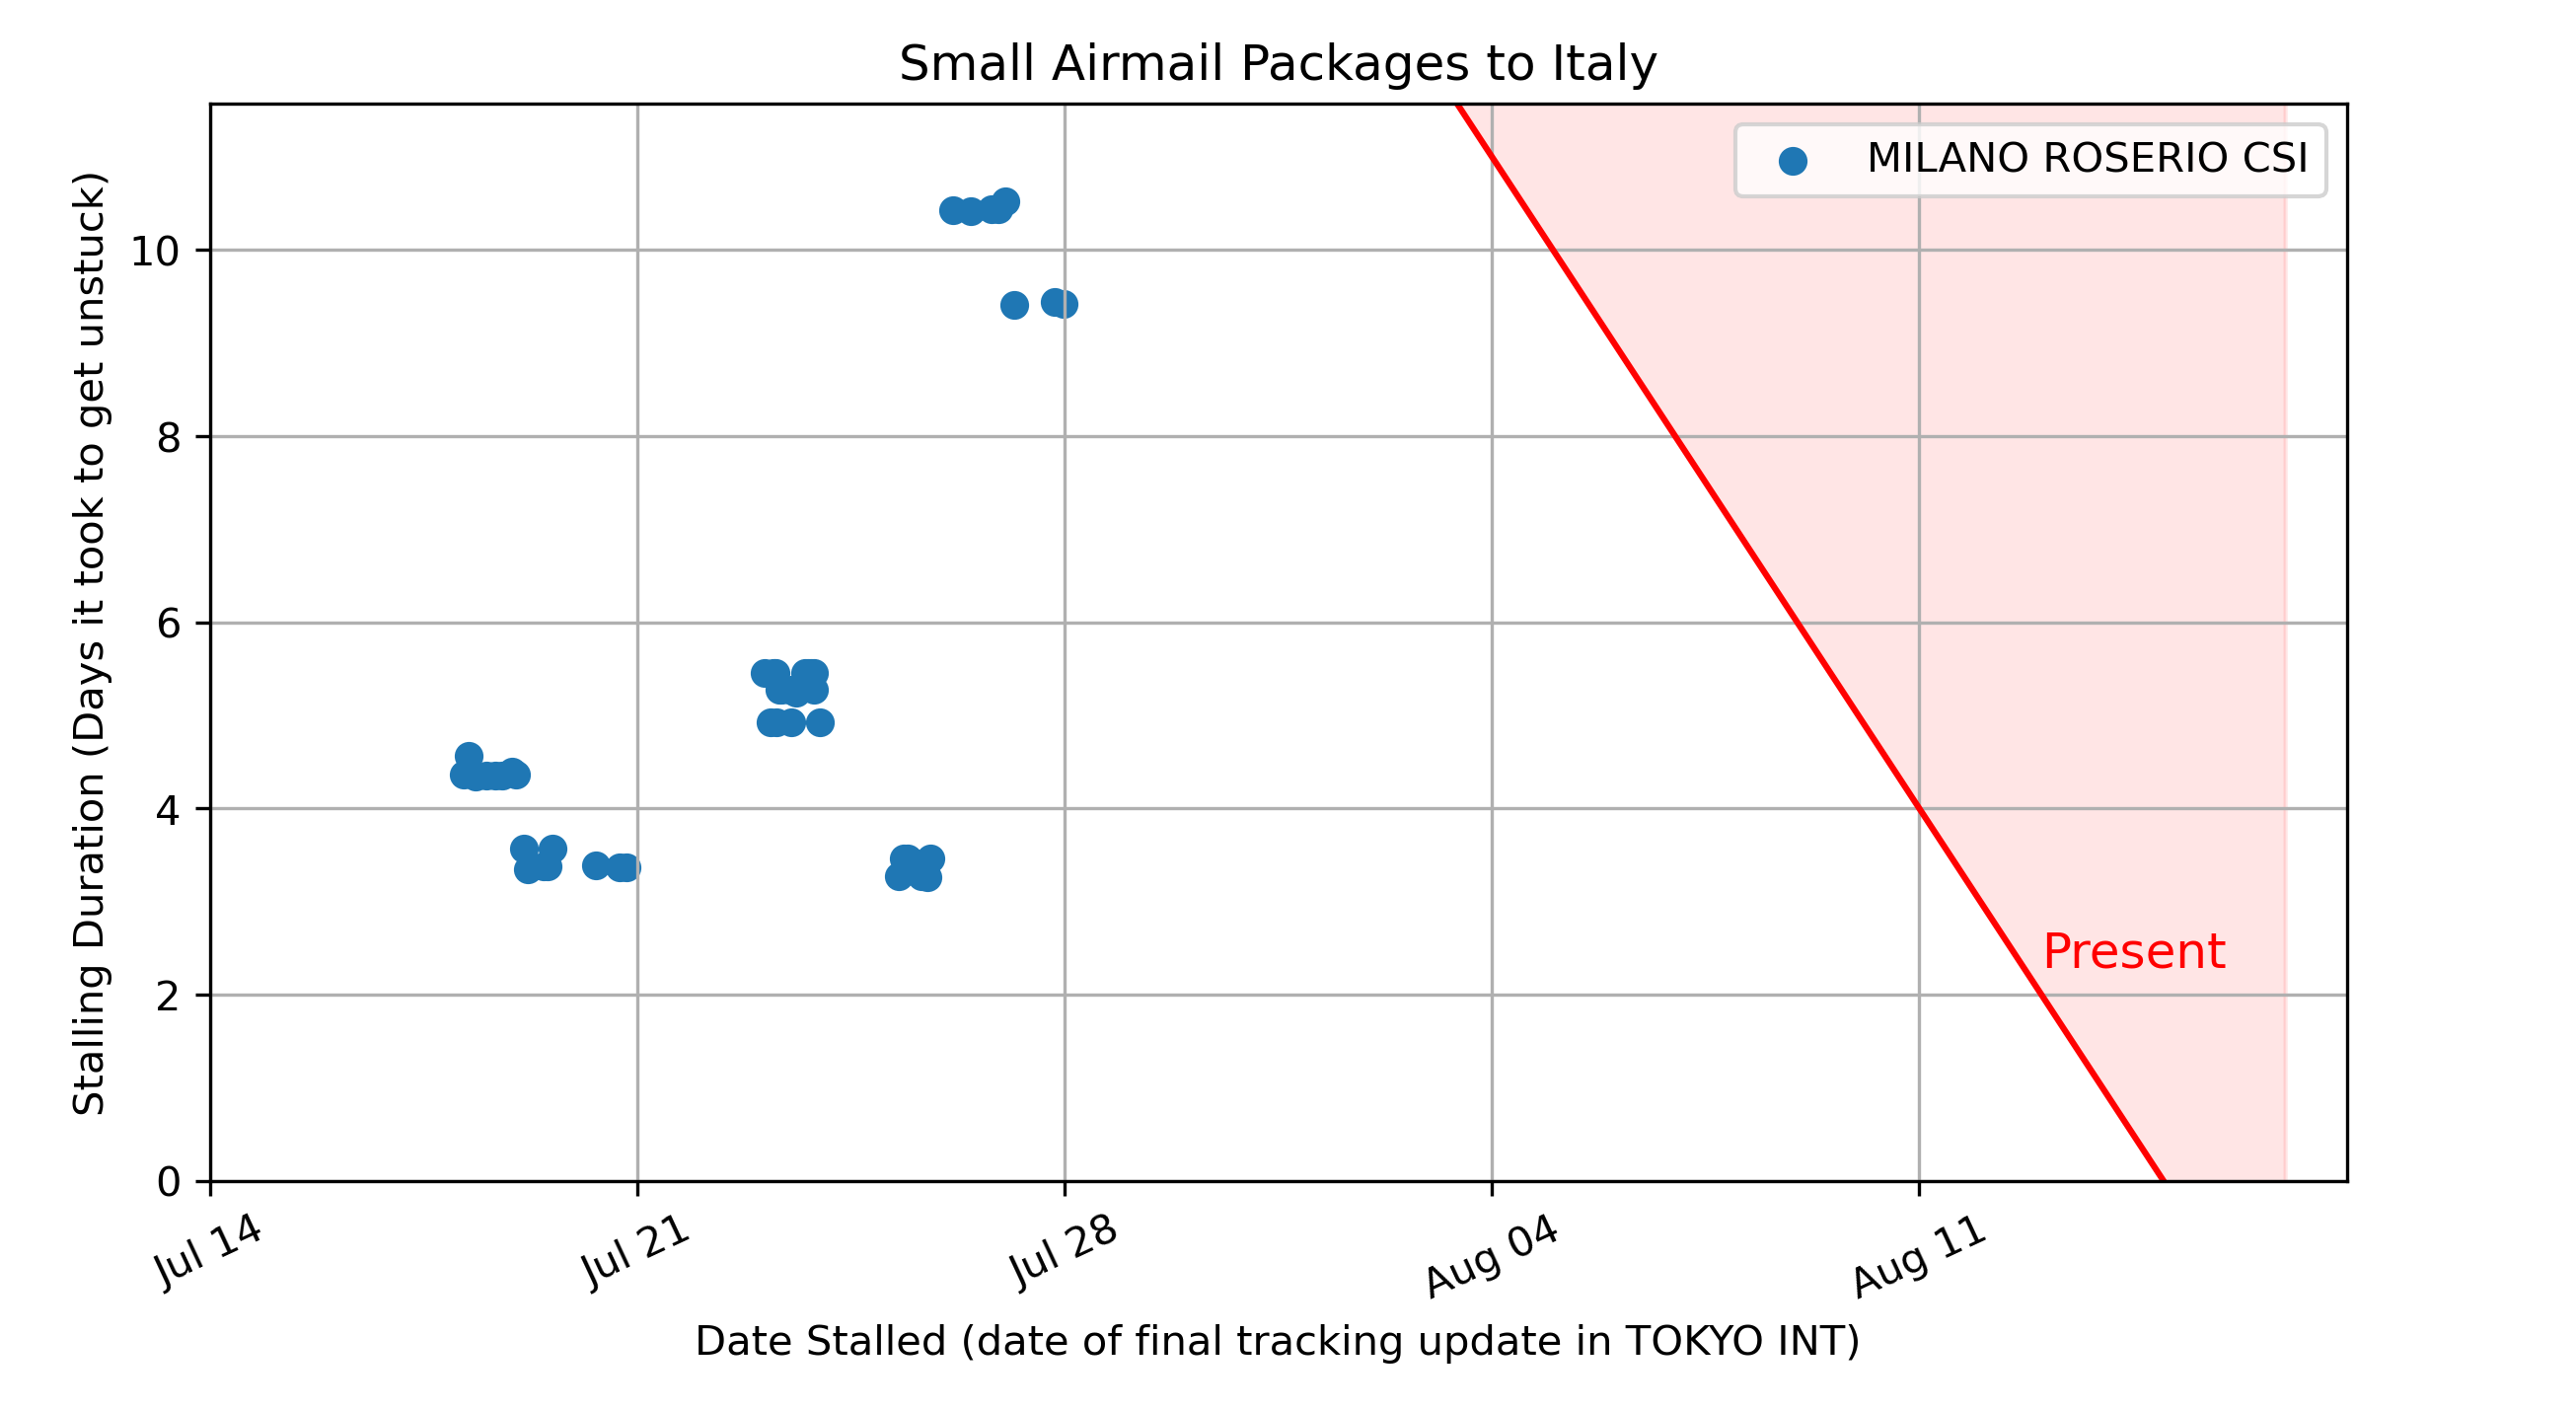 Small Airmail Packages to Italy
MILANO ROSERIO CSI
Stalling Duration (Days it took to get unstuck)
10
8
6
4
2
0
Present
Jul 14
Jul 21
Jul 28
Aug 04
Aug 11
Date Stalled (date of final tracking update in TOKYO INT)